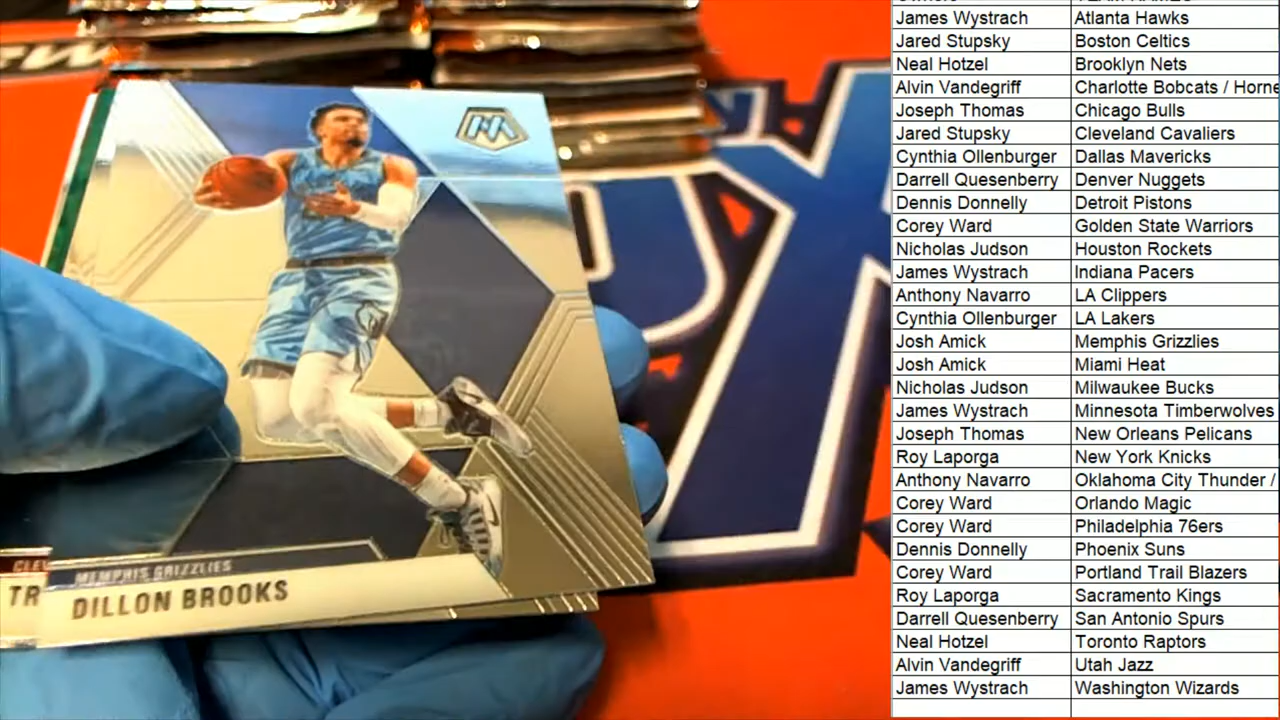 MEMPHIS GRIZZLIES
DILLON BROOKS
CLEV
TR
James Wystrach Atlanta Hawks
Jared Stupsky Boston Celtics
Neal Hotzel Brooklyn Nets
Alvin Vandegriff Charlotte Bobcats / Horne
Joseph Thomas Chicago Bulls
Jared Stupsky Cleveland Cavaliers
Cynthia Ollenburger Dallas Mavericks
Darrell Quesenberry Denver Nuggets
Dennis Donnelly Detroit Pistons
Corey Ward Golden State Warriors
Nicholas Judson Houston Rockets
James Wystrach Indiana Pacers
Anthony Navarro LA Clippers
Cynthia Ollenburger LA Lakers
Josh Amick Memphis Grizzlies
Josh Amick Miami Heat
Nicholas Judson Milwaukee Bucks
James Wystrach Minnesota Timberwolves
Joseph Thomas New Orleans Pelicans
Roy Laporga New York Knicks
Anthony Navarro Oklahoma City Thunder /
Corey Ward Orlando Magic
Corey Ward Philadelphia 76ers
Dennis Donnelly Phoenix Suns
Corey Ward Portland Trail Blazers
Roy Laporga Sacramento Kings
Darrell Quesenberry San Antonio Spurs
Neal Hotzel Toronto Raptors
Alvin Vandegriff Utah Jazz
James Wystrach Washington Wizards